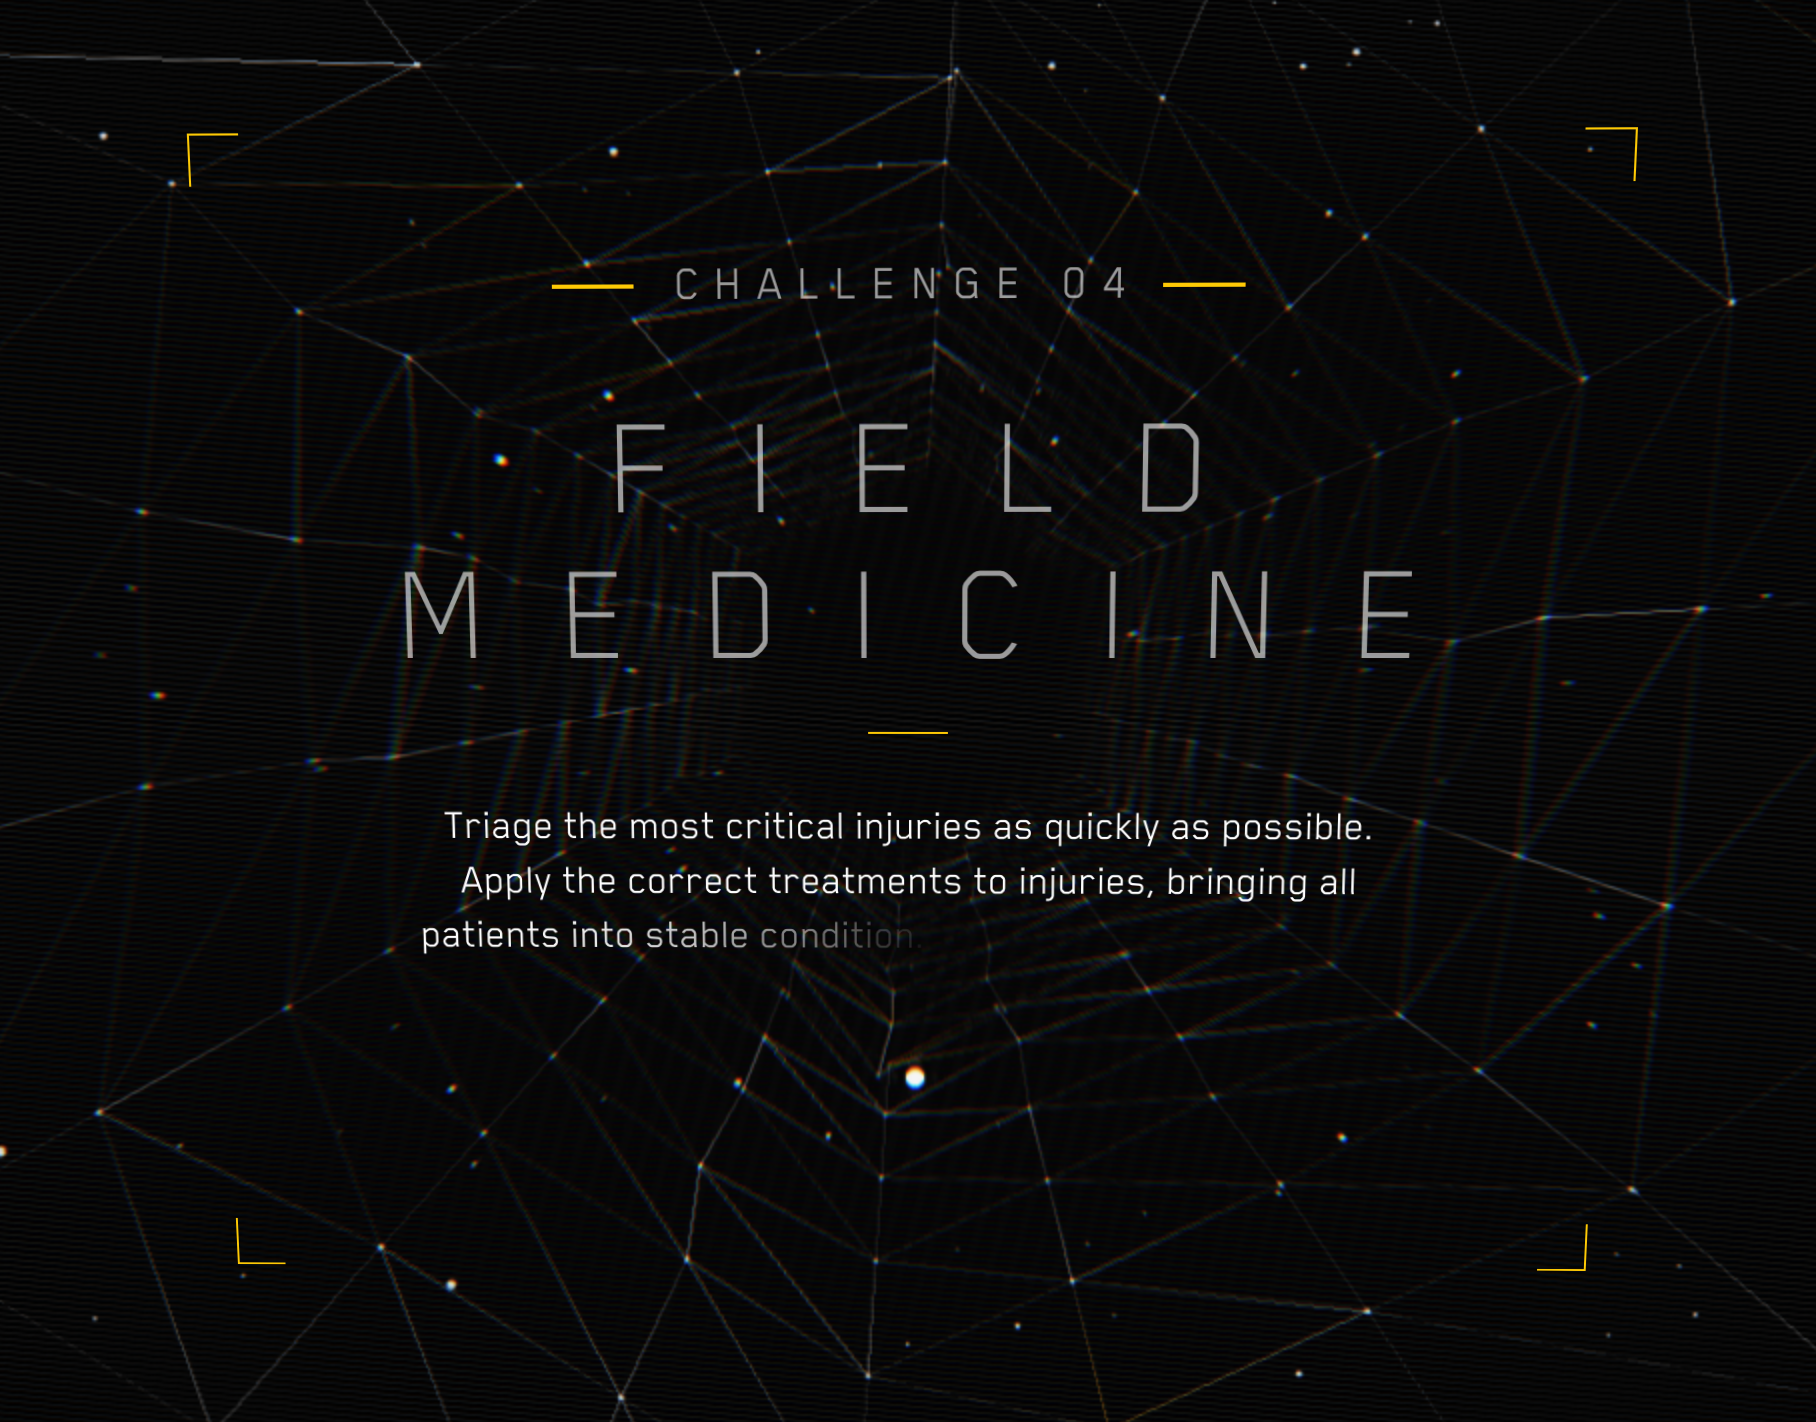 CHALLENGE 04
FIELD
MEDICINE
Triage the most critical injuries as quickly as possible.
Apply the correct treatments to injuries, bringing all
patients into stable condition.